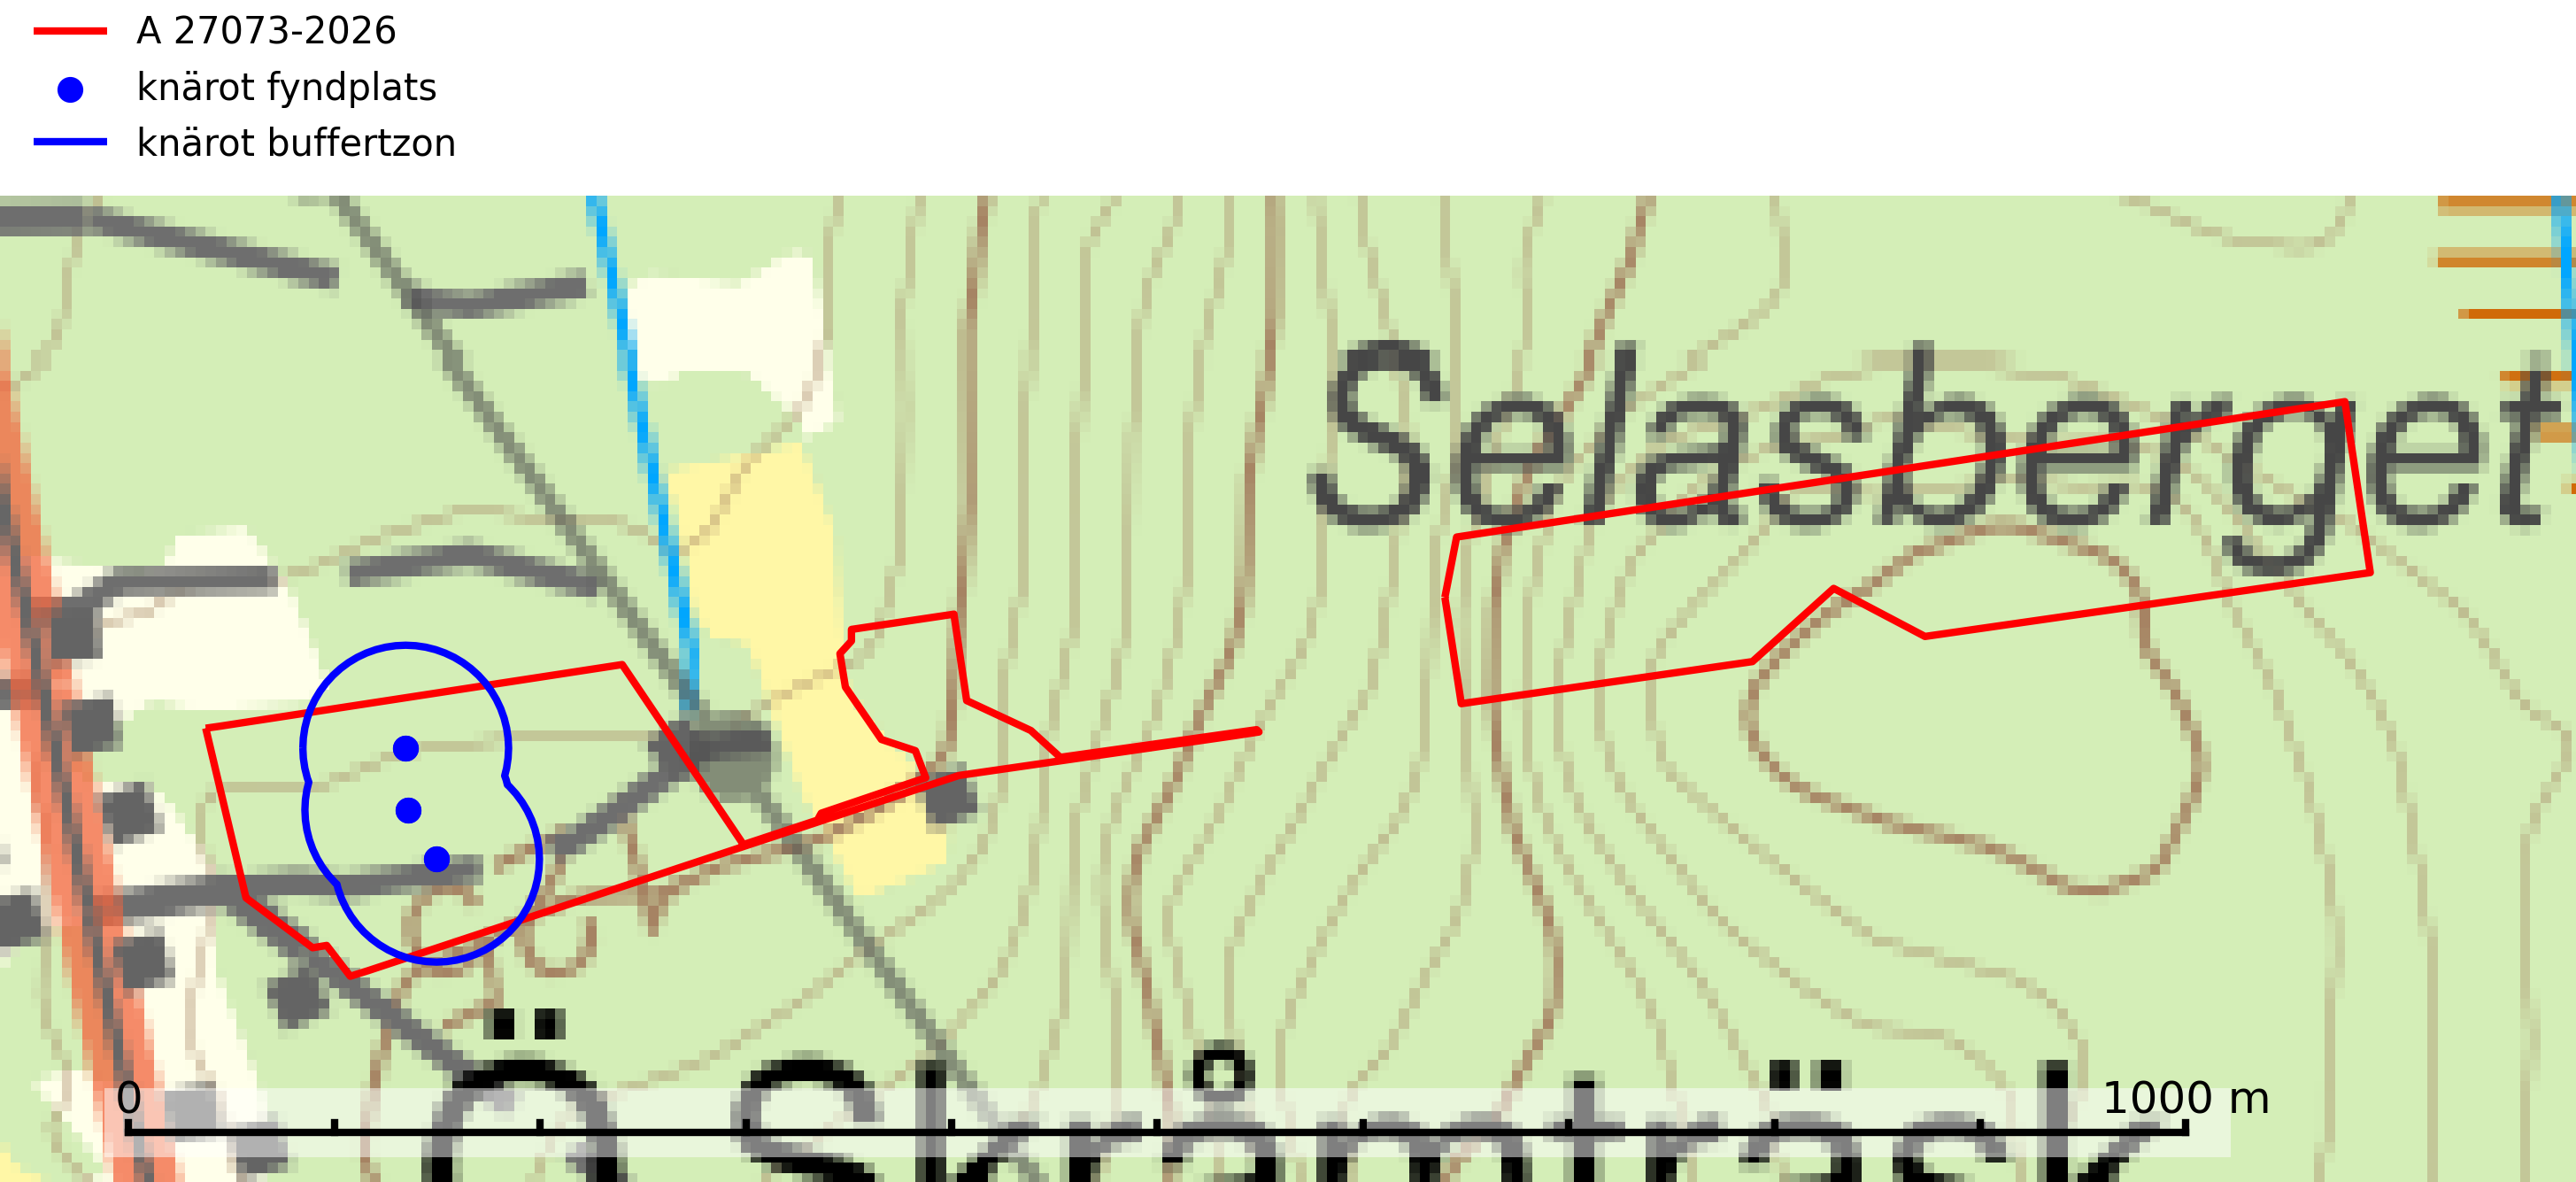 A 27073-2026
knärot fyndplats
knärot buffertzon
Selasberget
Ö Skråmträsk
0 1000 m